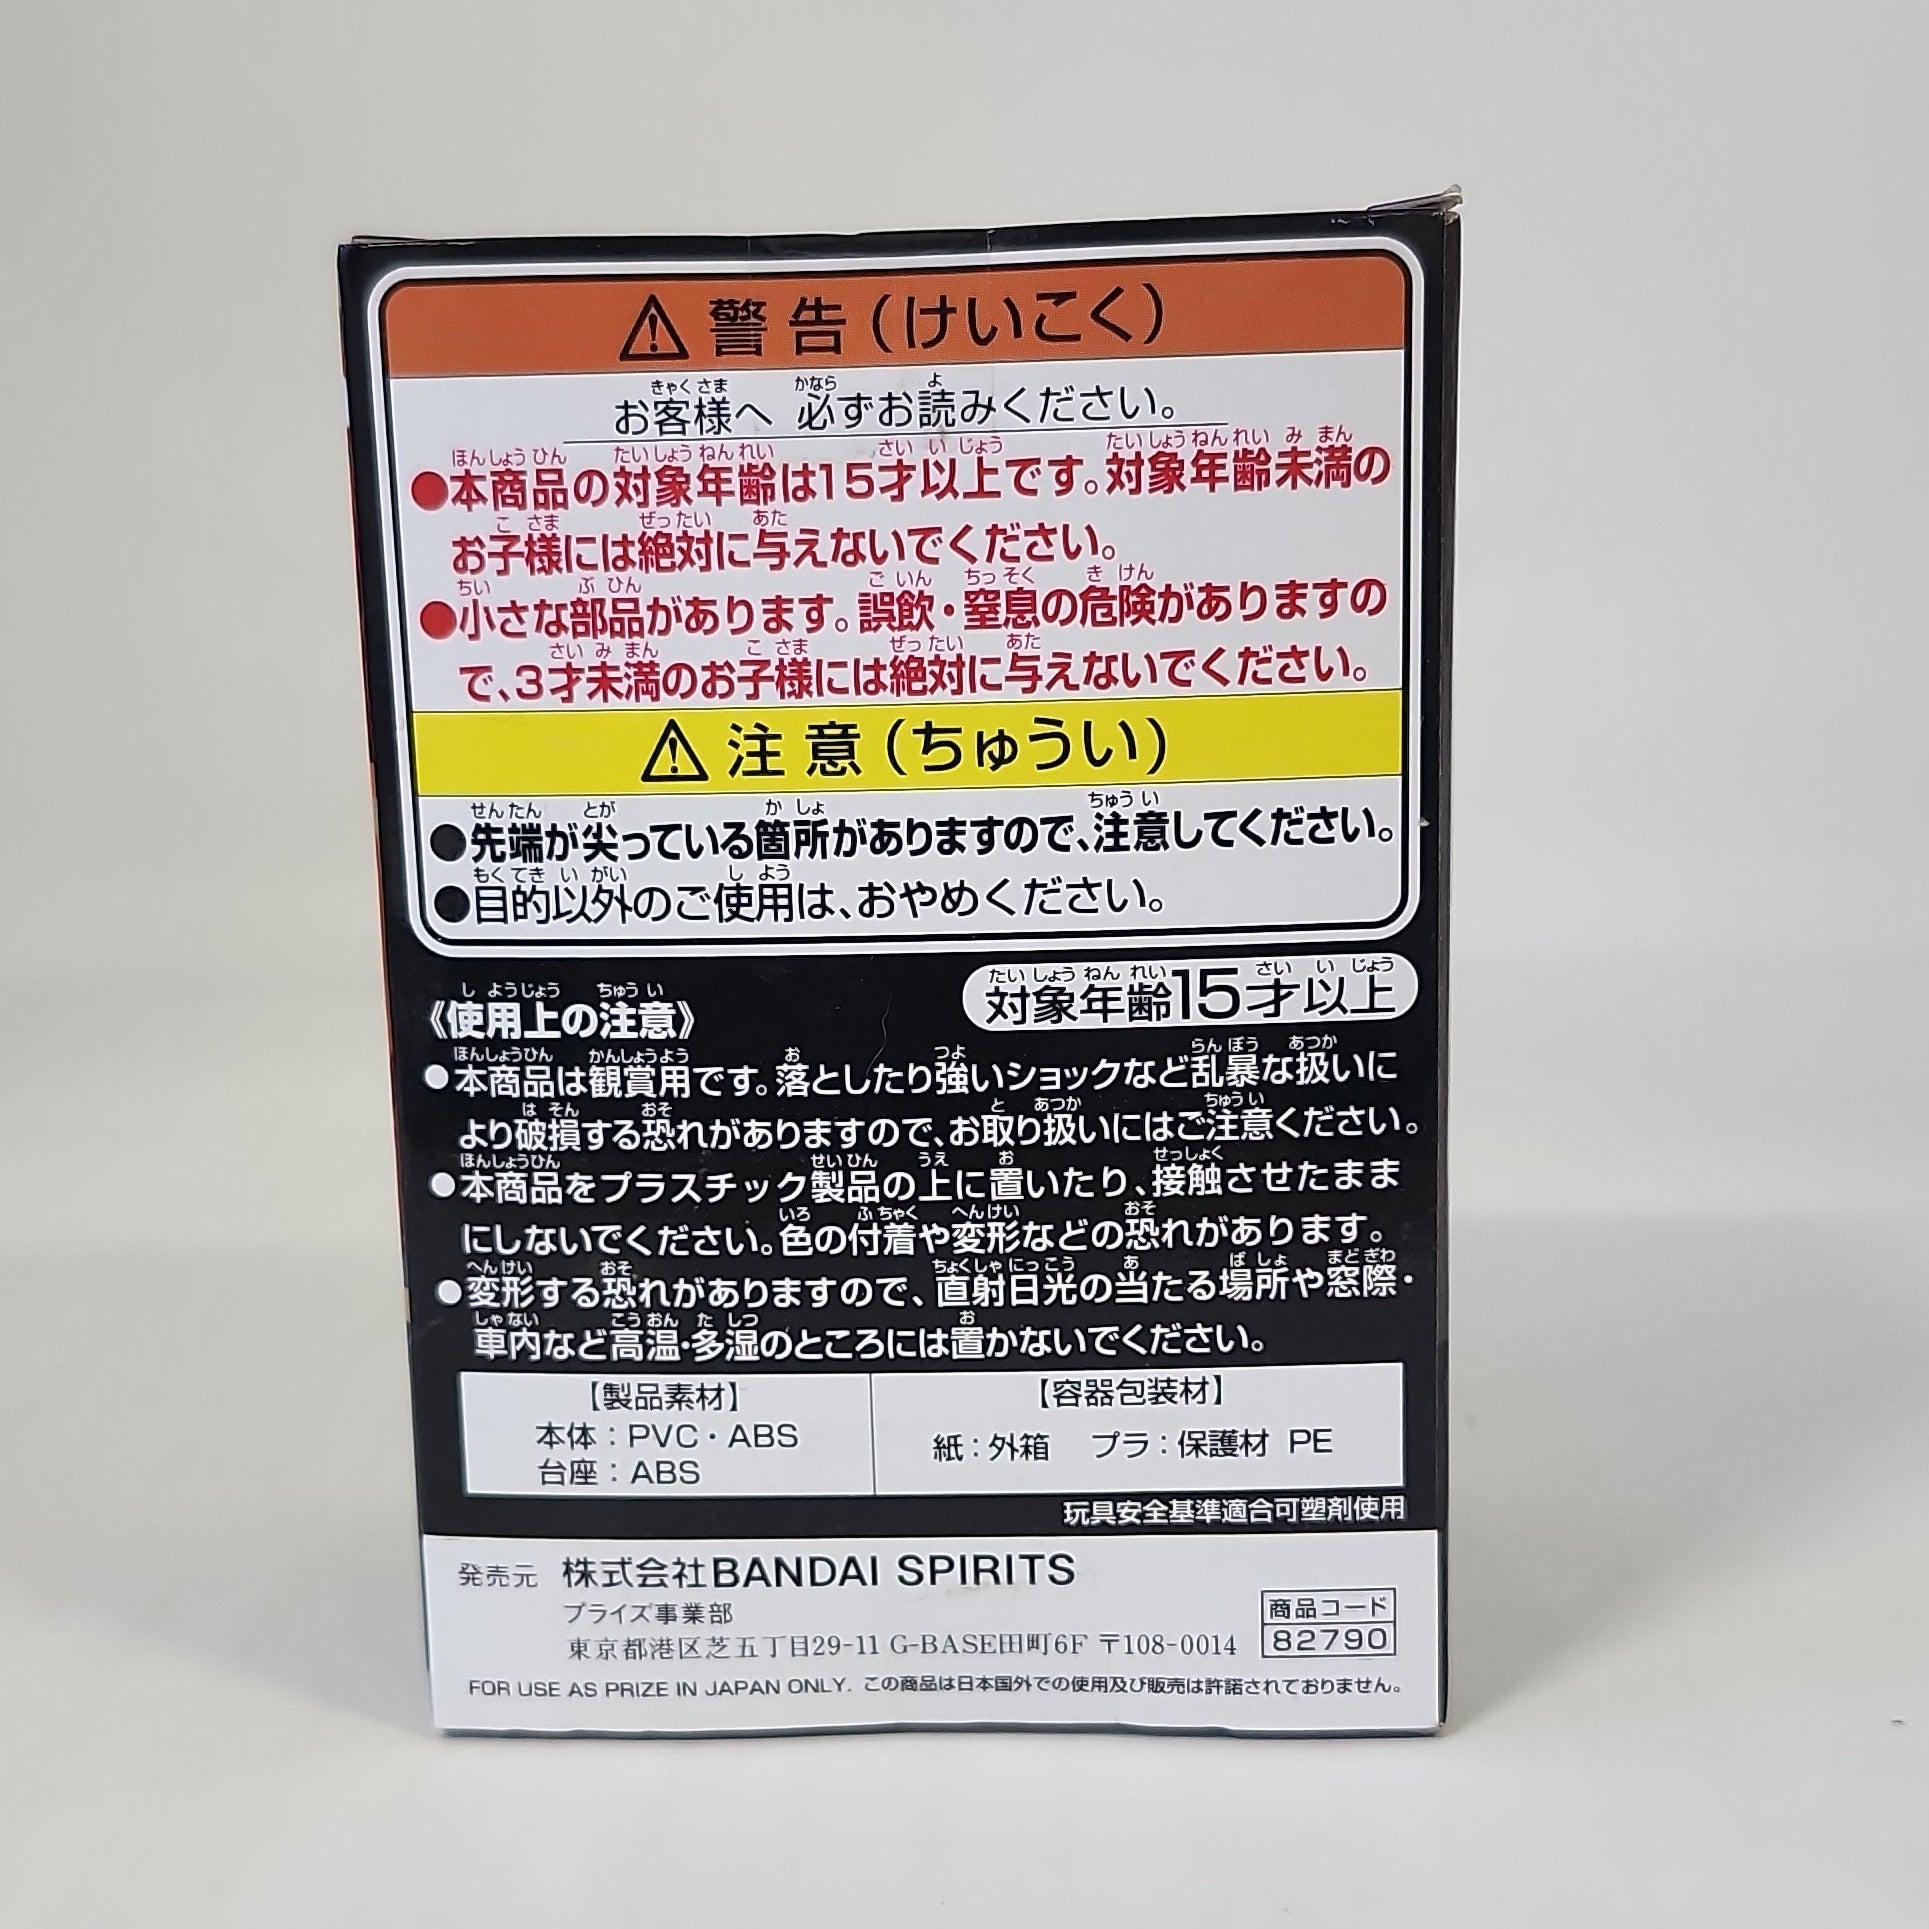 ⚠警告(けいこく)
お客様へ 必ずお読みください。
●本商品の対象年齢は15才以上です。対象年齢未満の
お子様には絶対に与えないでください。
●小さな部品があります。誤飲・窒息の危険がありますの
で、3才未満のお子様には絶対に与えないでください。
⚠注意(ちゅうい)
●先端が尖っている箇所がありますので、注意してください。
●目的以外のご使用は、おやめください。
対象年齢15才以上
《使用上の注意》
●本商品は観賞用です。落としたり強いショックなど乱暴な扱いに
より破損する恐れがありますので、お取り扱いにはご注意ください。
●本商品をプラスチック製品の上に置いたり、接触させたまま
にしないでください。色の付着や変形などの恐れがあります。
●変形する恐れがありますので、直射日光の当たる場所や窓際・
車内など高温・多湿のところには置かないでください。
【製品素材】
本体:PVC・ABS
台座:ABS
【容器包装材】
紙:外箱 プラ:保護材 PE
玩具安全基準適合可塑剤使用
発売元 株式会社BANDAI SPIRITS
プライズ事業部
東京都港区芝五丁目29-11 G-BASE田町6F 〒108-0014
商品コード
82790
FOR USE AS PRIZE IN JAPAN ONLY. この商品は日本国外での使用及び販売は許諾されておりません。